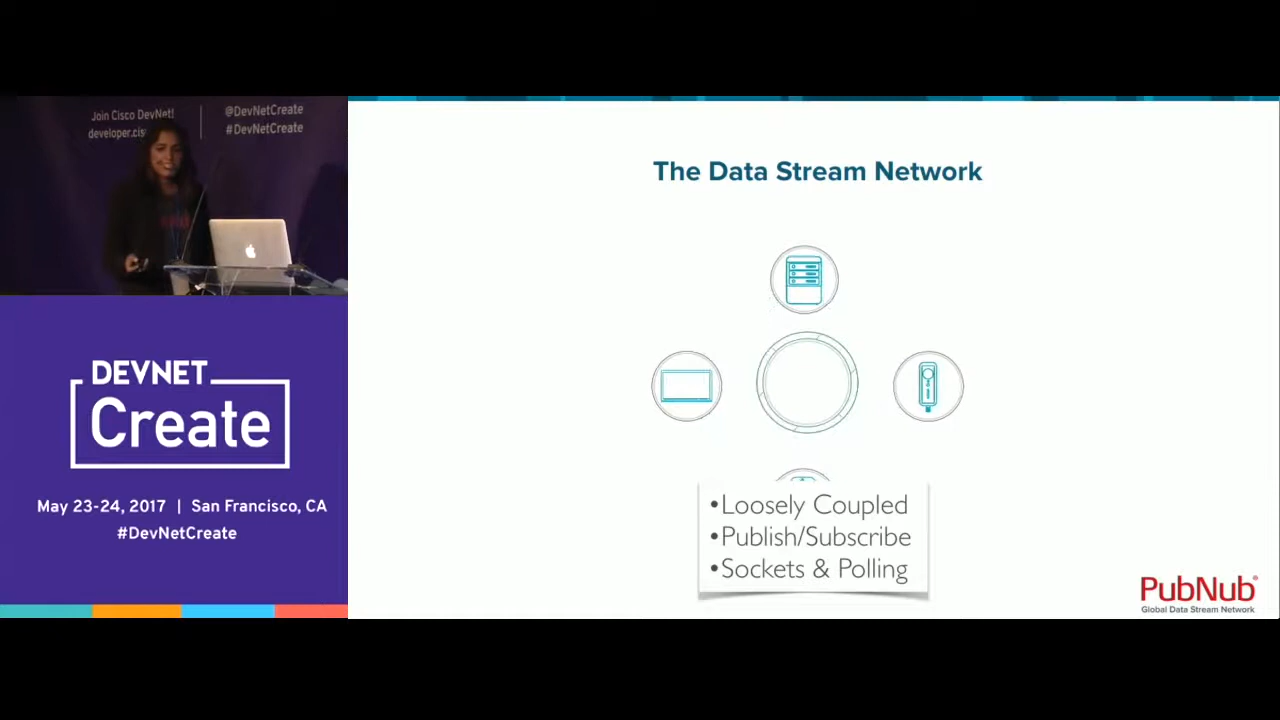 Join Cisco DevNet!
@DevNetCreate
#DevNetCreate
The Data Stream Network
DEVNET
Create
May 23-24, 2017 | San Francisco, CA
#DevNetCreate
•Loosely Coupled
•Publish/Subscribe
•Sockets & Polling
PubNub
Global Data Stream Network